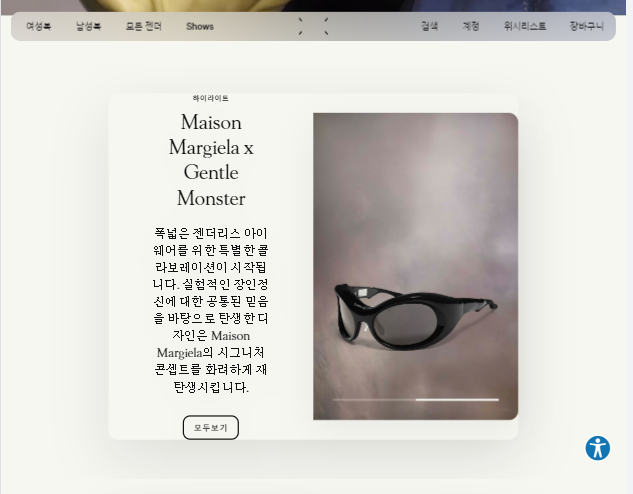 여성복 남성복 모든 젠더 Shows 검색 계정 위시리스트 장바구니
하이라이트
Maison
Margiela x
Gentle
Monster
폭넓은 젠더리스 아이
웨어를 위한 특별한 콜
라보레이션이 시작됩
니다. 실험적인 장인정
신에 대한 공통된 믿음
을 바탕으로 탄생한 디
자인은 Maison
Margiela의 시그니처
콘셉트를 화려하게 재
탄생시킵니다.
모두보기